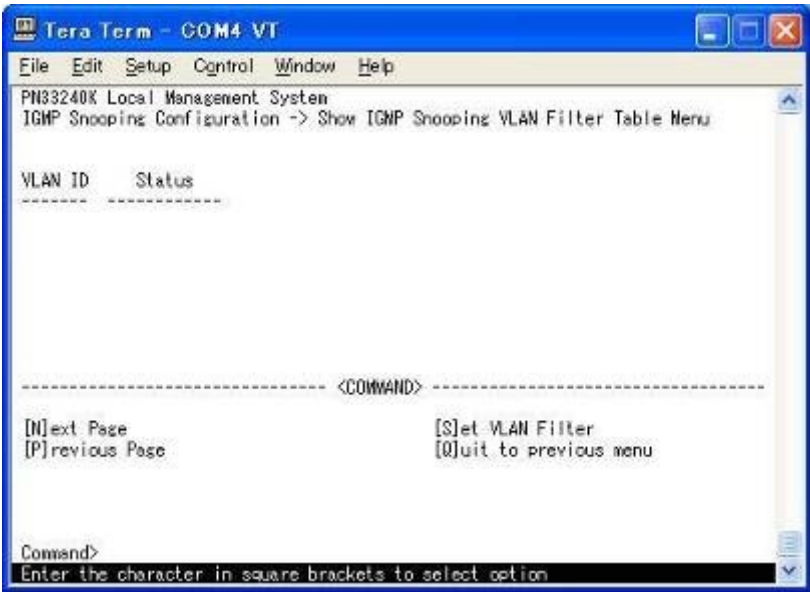 Tera Term - COM4 VT
File Edit Setup Control Window Help
PN33240K Local Management System
IGMP Snooping Configuration -> Show IGMP Snooping VLAN Filter Table Menu
VLAN ID Status
------- ------------
-------------------------------- <COMMAND> -----------------------------------
[N]ext Page [S]et VLAN Filter
[P]revious Page [Q]uit to previous menu
Command>
Enter the character in square brackets to select option